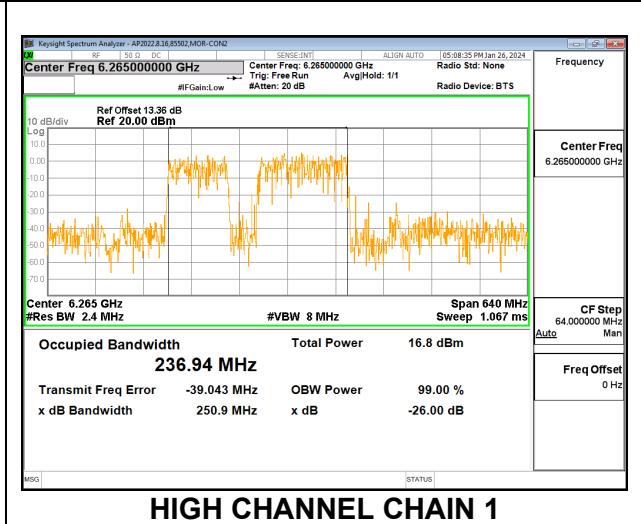 Keysight Spectrum Analyzer - AP2022.8.16,85502,MOR-CON2
RF 50 Ω DC SENSE:INT ALIGN AUTO 05:08:35 PM Jan 26, 2024
Center Freq 6.265000000 GHz
Center Freq: 6.265000000 GHz Radio Std: None
Trig: Free Run Avg|Hold: 1/1
#IFGain:Low #Atten: 20 dB Radio Device: BTS
Frequency
Ref Offset 13.36 dB
10 dB/div Ref 20.00 dBm
Log
10.0
0.00
-10.0
-20.0
-30.0
-40.0
-50.0
-60.0
-70.0
Center 6.265 GHz Span 640 MHz
#Res BW 2.4 MHz #VBW 8 MHz Sweep 1.067 ms
Occupied Bandwidth Total Power 16.8 dBm
236.94 MHz
Transmit Freq Error -39.043 MHz OBW Power 99.00 %
x dB Bandwidth 250.9 MHz x dB -26.00 dB
Center Freq
6.265000000 GHz
CF Step
64.000000 MHz
Auto Man
Freq Offset
0 Hz
MSG STATUS
HIGH CHANNEL CHAIN 1